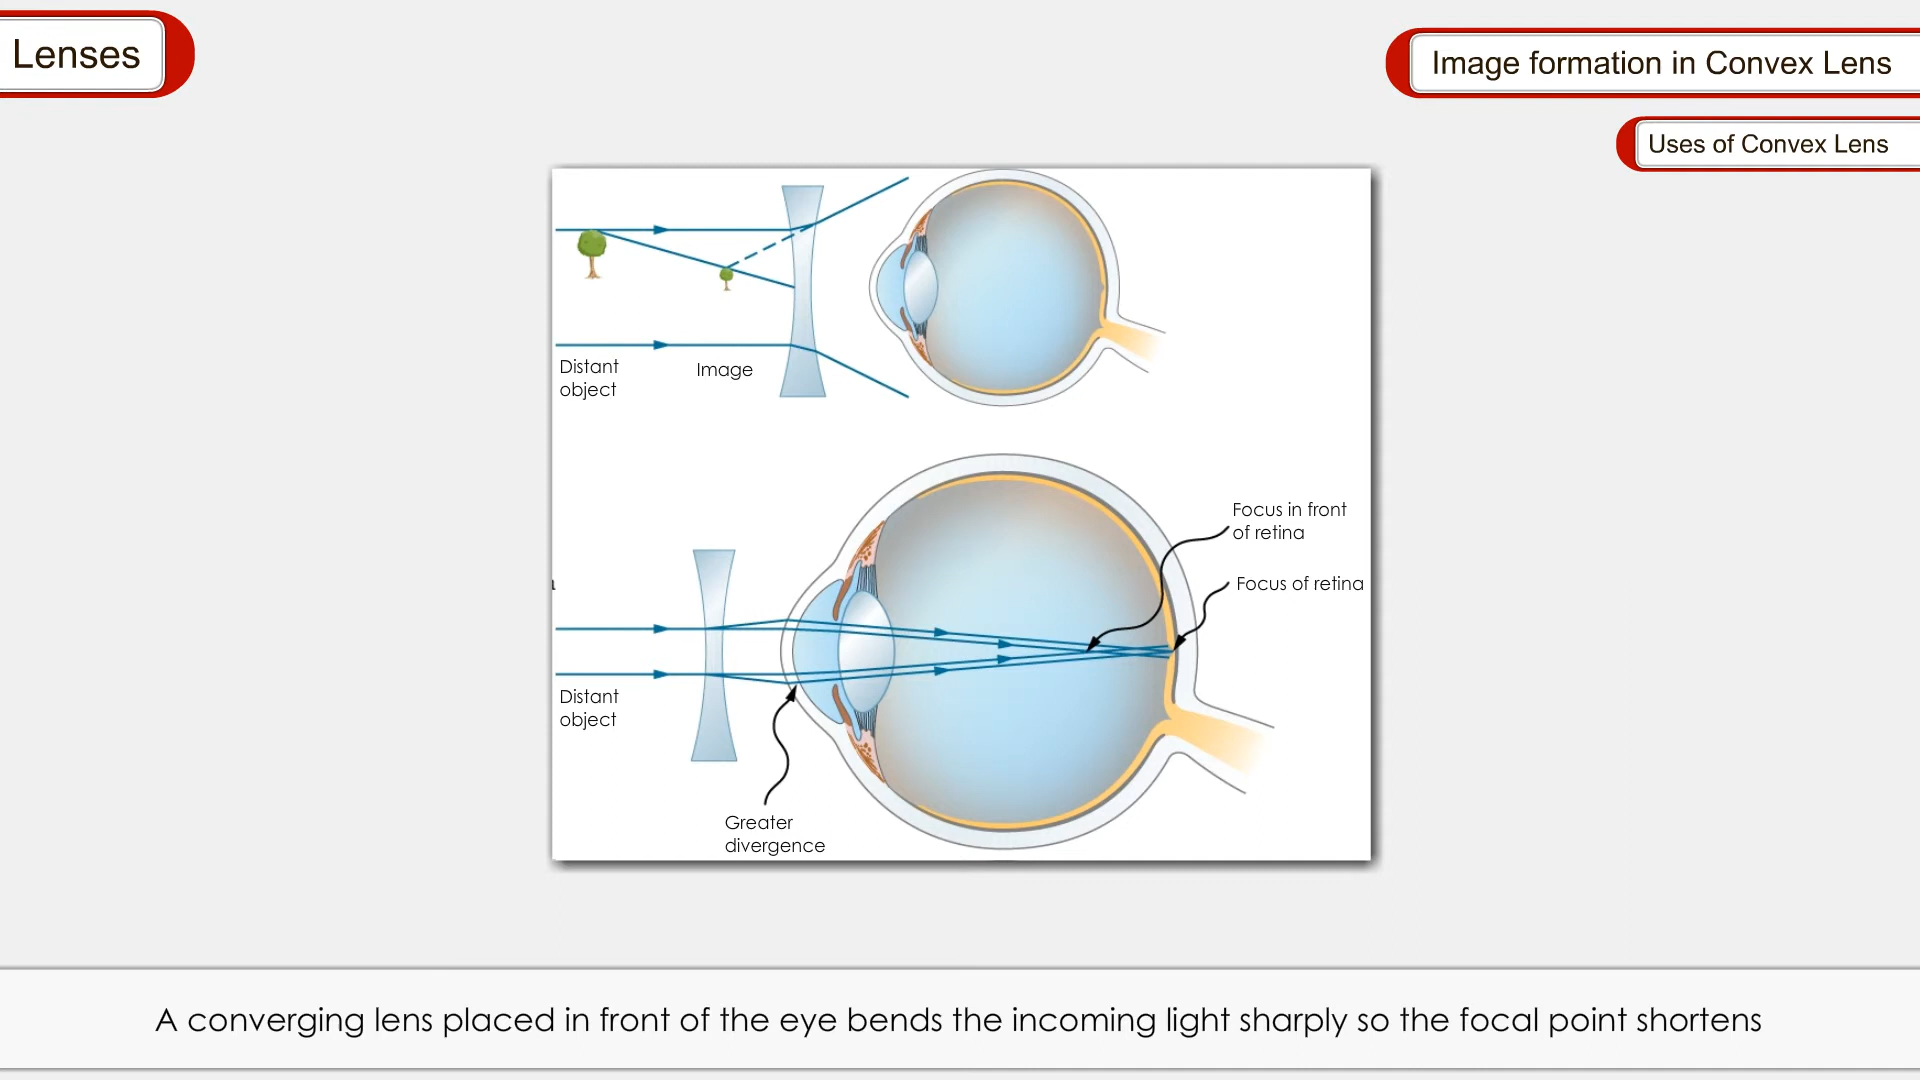 Lenses
Image formation in Convex Lens
Uses of Convex Lens
Distant
object
Image
Focus in front
of retina
Focus of retina
Distant
object
Greater
divergence
A converging lens placed in front of the eye bends the incoming light sharply so the focal point shortens